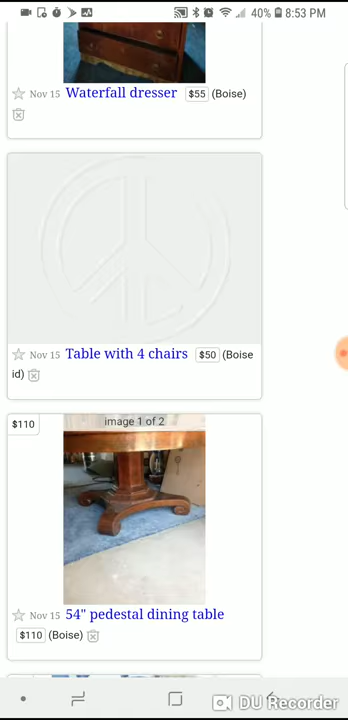 40% 8:53 PM
Nov 15 Waterfall dresser $55 (Boise)
Nov 15 Table with 4 chairs $50 (Boise
id)
$110
image 1 of 2
Nov 15 54" pedestal dining table
$110 (Boise)
DU Recorder